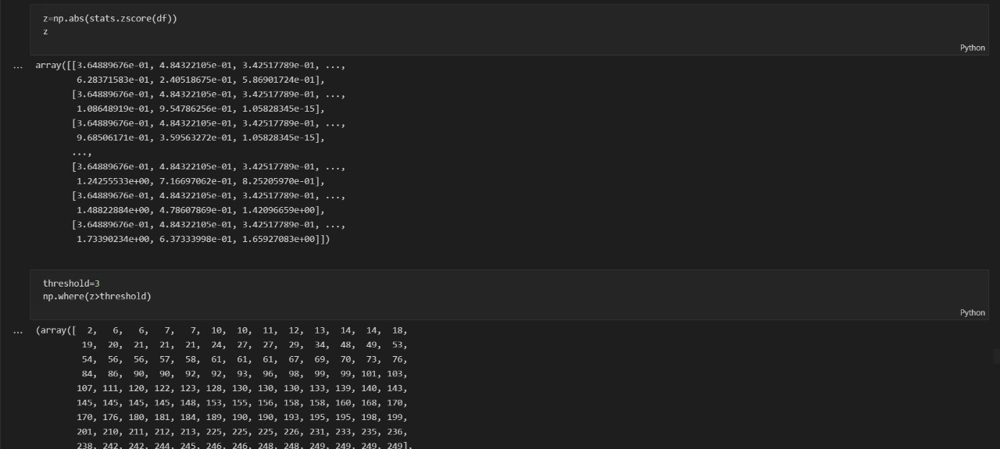 z=np.abs(stats.zscore(df))
z
Python
... array([[3.64889676e-01, 4.84322105e-01, 3.42517789e-01, ...,
6.28371583e-01, 2.40518675e-01, 5.86901724e-01],
[3.64889676e-01, 4.84322105e-01, 3.42517789e-01, ...,
1.08648919e-01, 9.54786256e-01, 1.05828345e-15],
[3.64889676e-01, 4.84322105e-01, 3.42517789e-01, ...,
9.68506171e-01, 3.59563272e-01, 1.05828345e-15],
...,
[3.64889676e-01, 4.84322105e-01, 3.42517789e-01, ...,
1.24255533e+00, 7.16697062e-01, 8.25205970e-01],
[3.64889676e-01, 4.84322105e-01, 3.42517789e-01, ...,
1.48822884e+00, 4.78607869e-01, 1.42096659e+00],
[3.64889676e-01, 4.84322105e-01, 3.42517789e-01, ...,
1.73390234e+00, 6.37333998e-01, 1.65927083e+00]])
threshold=3
np.where(z>threshold)
Python
... (array([ 2, 6, 6, 7, 7, 10, 10, 11, 12, 13, 14, 14, 18,
19, 20, 21, 21, 21, 24, 27, 27, 29, 34, 48, 49, 53,
54, 56, 56, 57, 58, 61, 61, 61, 67, 69, 70, 73, 76,
84, 86, 90, 90, 92, 92, 93, 96, 98, 99, 99, 101, 103,
107, 111, 120, 122, 123, 128, 130, 130, 130, 133, 139, 140, 143,
145, 145, 145, 145, 148, 153, 155, 156, 158, 158, 160, 168, 170,
170, 176, 180, 181, 184, 189, 190, 190, 193, 195, 195, 198, 199,
201, 210, 211, 212, 213, 225, 225, 225, 226, 231, 233, 235, 236,
238, 242, 242, 244, 245, 246, 246, 248, 248, 249, 249, 249, 249],